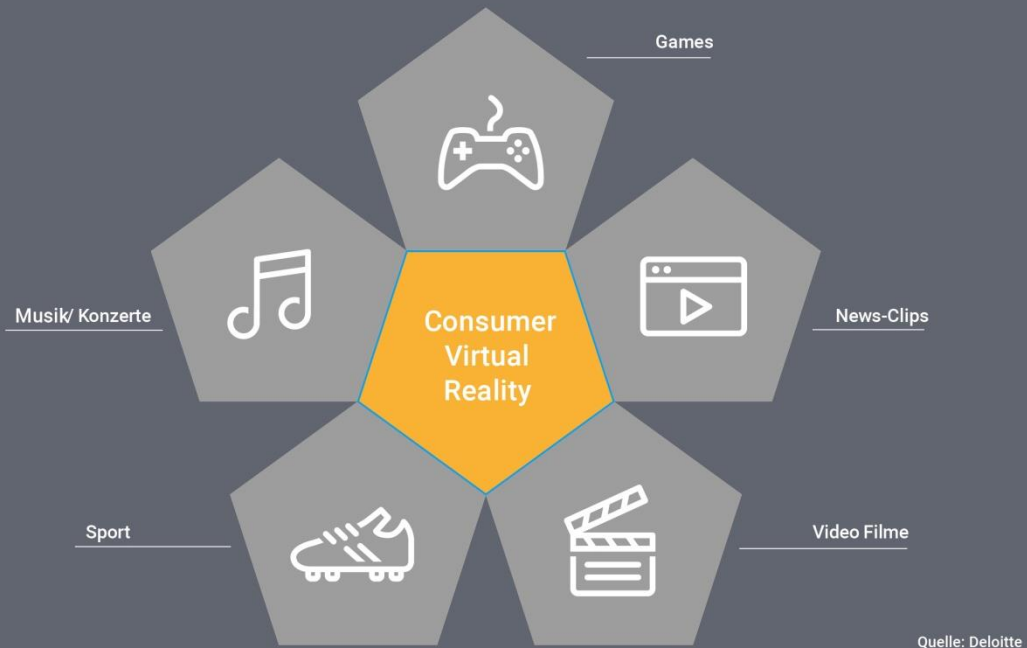 Games
Musik/ Konzerte
Consumer
Virtual
Reality
News-Clips
Sport
Video Filme
Quelle: Deloitte